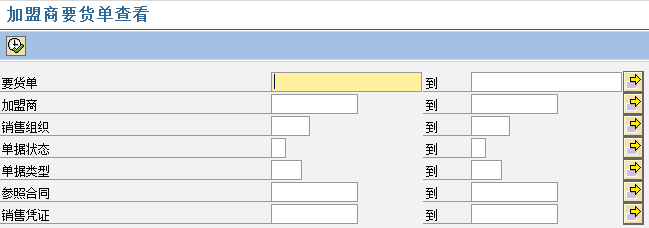 加盟商要货单查看
要货单 到
加盟商 到
销售组织 到
单据状态 到
单据类型 到
参照合同 到
销售凭证 到